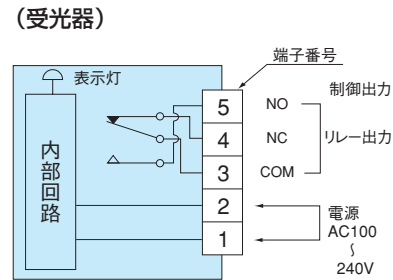 （受光器）
端子番号
表示灯
制御出力
5
NO
4
NC
リレー出力
3
COM
内部回路
2
電源
AC100
1
∫
240V